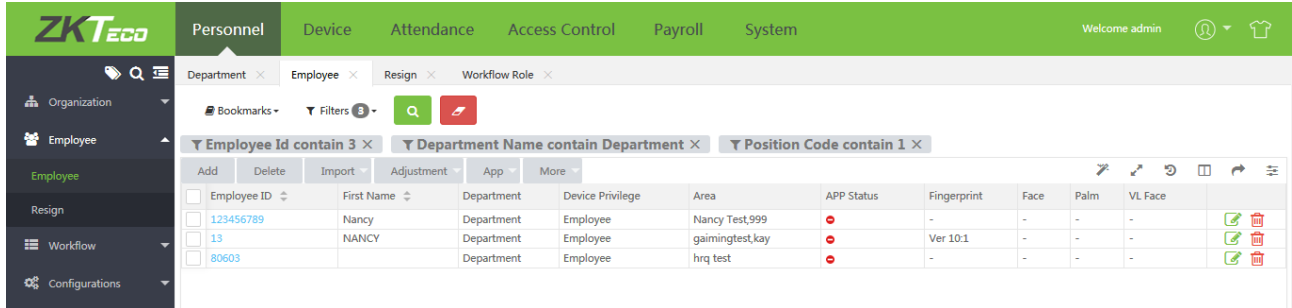 ZKTECO Personnel Device Attendance Access Control Payroll System Welcome admin
Department × Employee × Resign × Workflow Role ×
Organization
Bookmarks Filters 3
Employee
Employee Id contain 3 × Department Name contain Department × Position Code contain 1 ×
Add Delete Import Adjustment App More
Employee
Employee ID First Name Department Device Privilege Area APP Status Fingerprint Face Palm VL Face
Resign
123456789 Nancy Department Employee Nancy Test,999 - - - -
13 NANCY Department Employee gaimingtest,kay Ver 10:1 - - -
Workflow
80603 Department Employee hrq test - - - -
Configurations